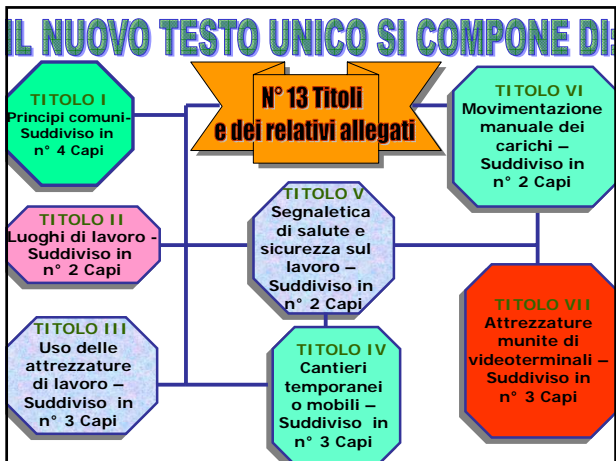 IL NUOVO TESTO UNICO SI COMPONE DI:
N° 13 Titoli
e dei relativi allegati
TITOLO I
Principi comuni-
Suddiviso in
n° 4 Capi
TITOLO II
Luoghi di lavoro -
Suddiviso in
n° 2 Capi
TITOLO III
Uso delle
attrezzature
di lavoro –
Suddiviso in
n° 3 Capi
TITOLO IV
Cantieri
temporanei
o mobili –
Suddiviso in
n° 3 Capi
TITOLO V
Segnaletica
di salute e
sicurezza sul
lavoro –
Suddiviso in
n° 2 Capi
TITOLO VI
Movimentazione
manuale dei
carichi –
Suddiviso in
n° 2 Capi
TITOLO VII
Attrezzature
munite di
videoterminali –
Suddiviso in
n° 3 Capi